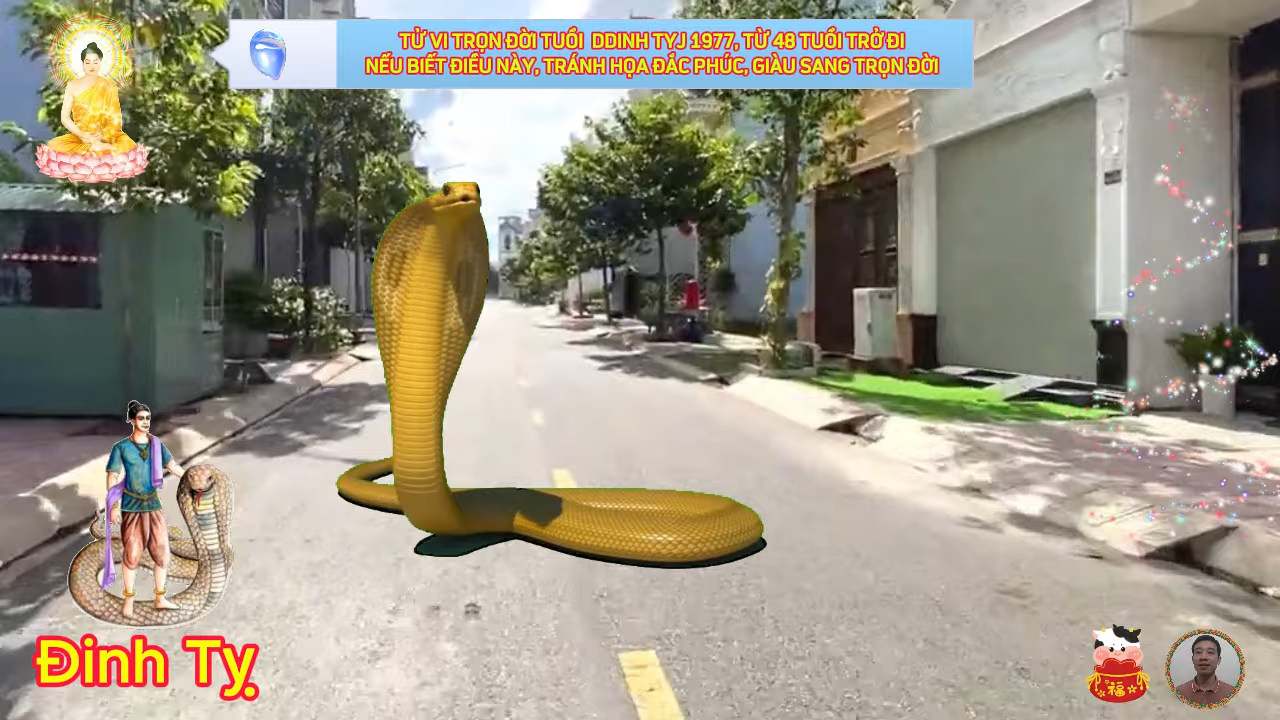 TỬ VI TRỌN ĐỜI TUỔI DDINH TYJ 1977, TỪ 48 TUỔI TRỞ ĐI
NẾU BIẾT ĐIỀU NÀY, TRÁNH HỌA ĐẮC PHÚC, GIÀU SANG TRỌN ĐỜI
Đinh Tỵ
福